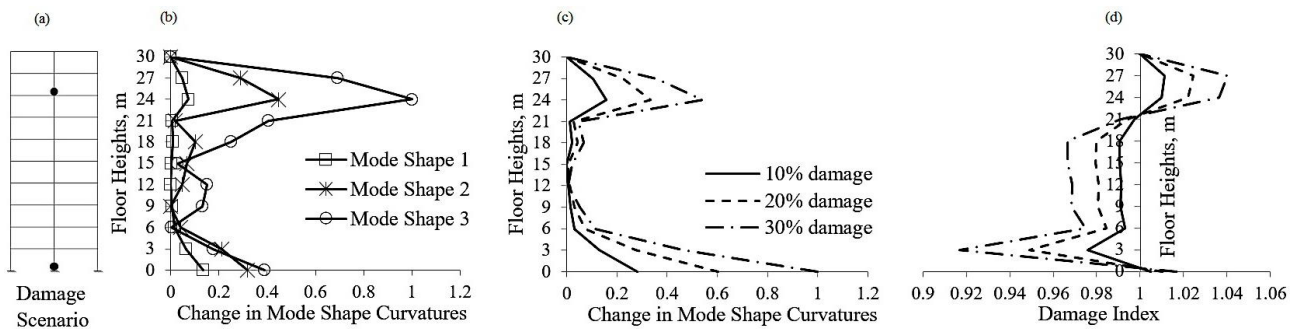 (a)
Damage
Scenario
(b)
Floor Heights, m
30
27
24
21
18
15
12
9
6
3
0
0 0.2 0.4 0.6 0.8 1 1.2
Change in Mode Shape Curvatures
Mode Shape 1
Mode Shape 2
Mode Shape 3
(c)
Floor Heights, m
30
27
24
21
18
15
12
9
6
3
0
0 0.2 0.4 0.6 0.8 1 1.2
Change in Mode Shape Curvatures
10% damage
20% damage
30% damage
(d)
Floor Heights, m
30
27
24
21
18
15
12
9
6
3
0
0.9 0.92 0.94 0.96 0.98 1 1.02 1.04 1.06
Damage Index